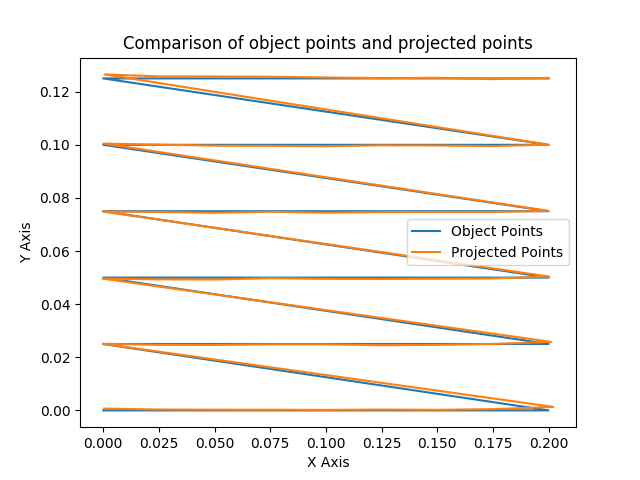 Comparison of object points and projected points
0.12
0.10
0.08
0.06
0.04
0.02
0.00
Y Axis
Object Points
Projected Points
0.000 0.025 0.050 0.075 0.100 0.125 0.150 0.175 0.200
X Axis